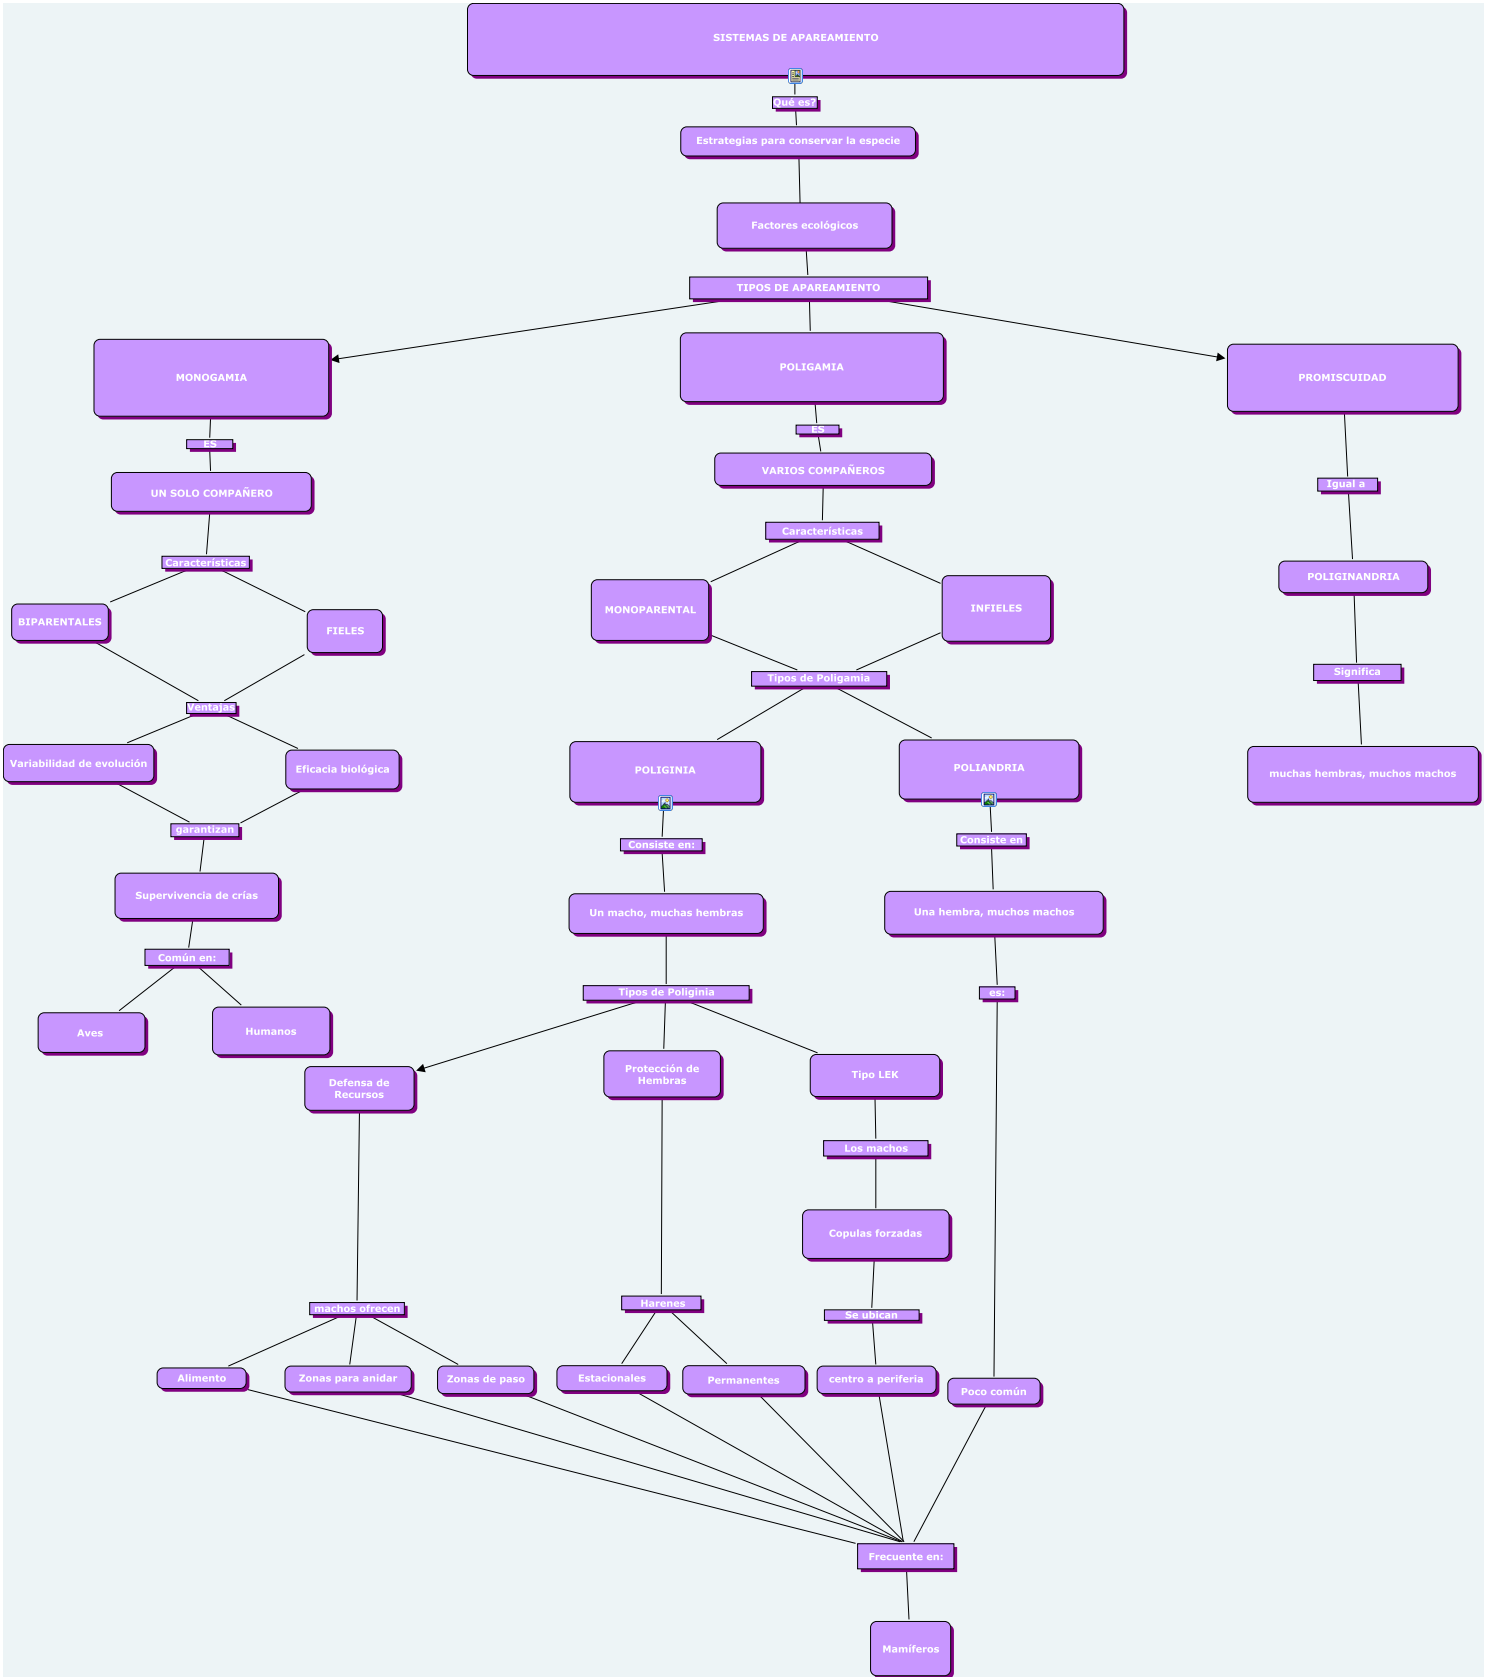 SISTEMAS DE APAREAMIENTO
Qué es?
Estrategias para conservar la especie
Factores ecológicos
TIPOS DE APAREAMIENTO
MONOGAMIA
POLIGAMIA
PROMISCUIDAD
ES
ES
UN SOLO COMPAÑERO
VARIOS COMPAÑEROS
Igual a
Características
Características
POLIGINANDRIA
BIPARENTALES
FIELES
MONOPARENTAL
INFIELES
Significa
Ventajas
Tipos de Poligamia
Variabilidad de evolución
Eficacia biológica
POLIGINIA
POLIANDRIA
muchas hembras, muchos machos
garantizan
Consiste en:
Consiste en
Supervivencia de crías
Un macho, muchas hembras
Una hembra, muchos machos
Común en:
Tipos de Poliginia
es:
Aves
Humanos
Defensa de
Recursos
Protección de
Hembras
Tipo LEK
Los machos
Copulas forzadas
machos ofrecen
Harenes
Se ubican
Alimento
Zonas para anidar
Zonas de paso
Estacionales
Permanentes
centro a periferia
Poco común
Frecuente en:
Mamíferos